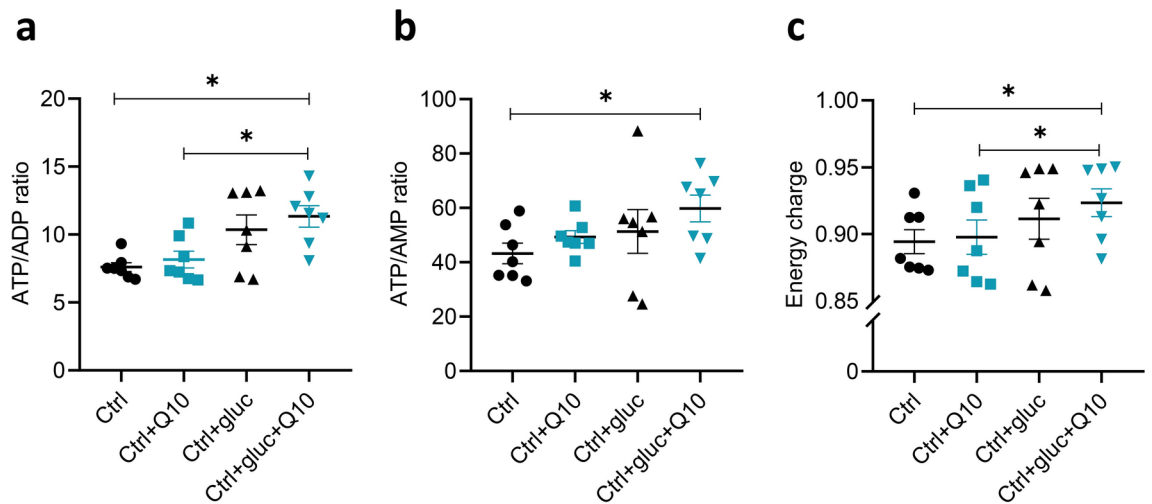 a
*
*
20
15
10
5
0
ATP/ADP ratio
Ctrl
Ctrl+Q10
Ctrl+gluc
Ctrl+gluc+Q10
b
*
100
80
60
40
20
0
ATP/AMP ratio
Ctrl
Ctrl+Q10
Ctrl+gluc
Ctrl+gluc+Q10
c
*
*
1.00
0.95
0.90
0.85
0
Energy charge
Ctrl
Ctrl+Q10
Ctrl+gluc
Ctrl+gluc+Q10